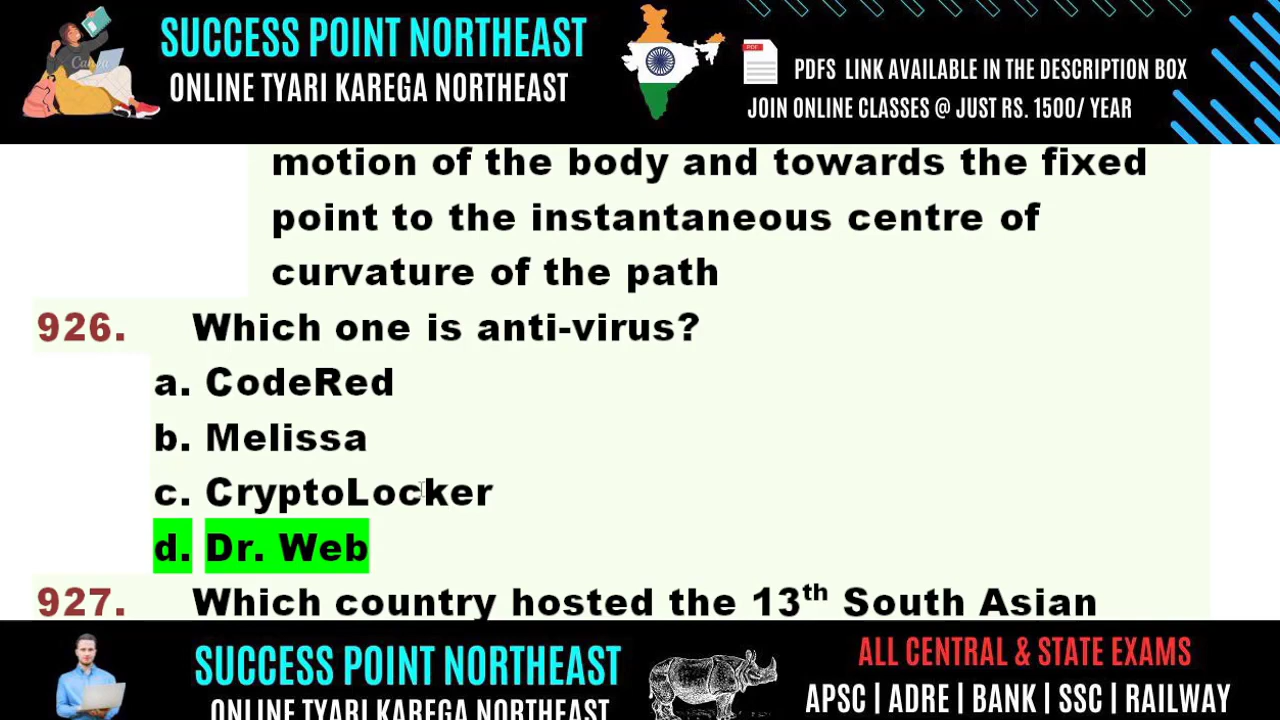 SUCCESS POINT NORTHEAST
ONLINE TYARI KAREGA NORTHEAST
Canva
PDF
PDFS LINK AVAILABLE IN THE DESCRIPTION BOX
JOIN ONLINE CLASSES @ JUST RS. 1500/ YEAR
motion of the body and towards the fixed
point to the instantaneous centre of
curvature of the path
926. Which one is anti-virus?
a. CodeRed
b. Melissa
c. CryptoLocker
d. Dr. Web
927. Which country hosted the 13th South Asian
SUCCESS POINT NORTHEAST
ONLINE TYARI KAREGA NORTHEAST
ALL CENTRAL & STATE EXAMS
APSC | ADRE | BANK | SSC | RAILWAY